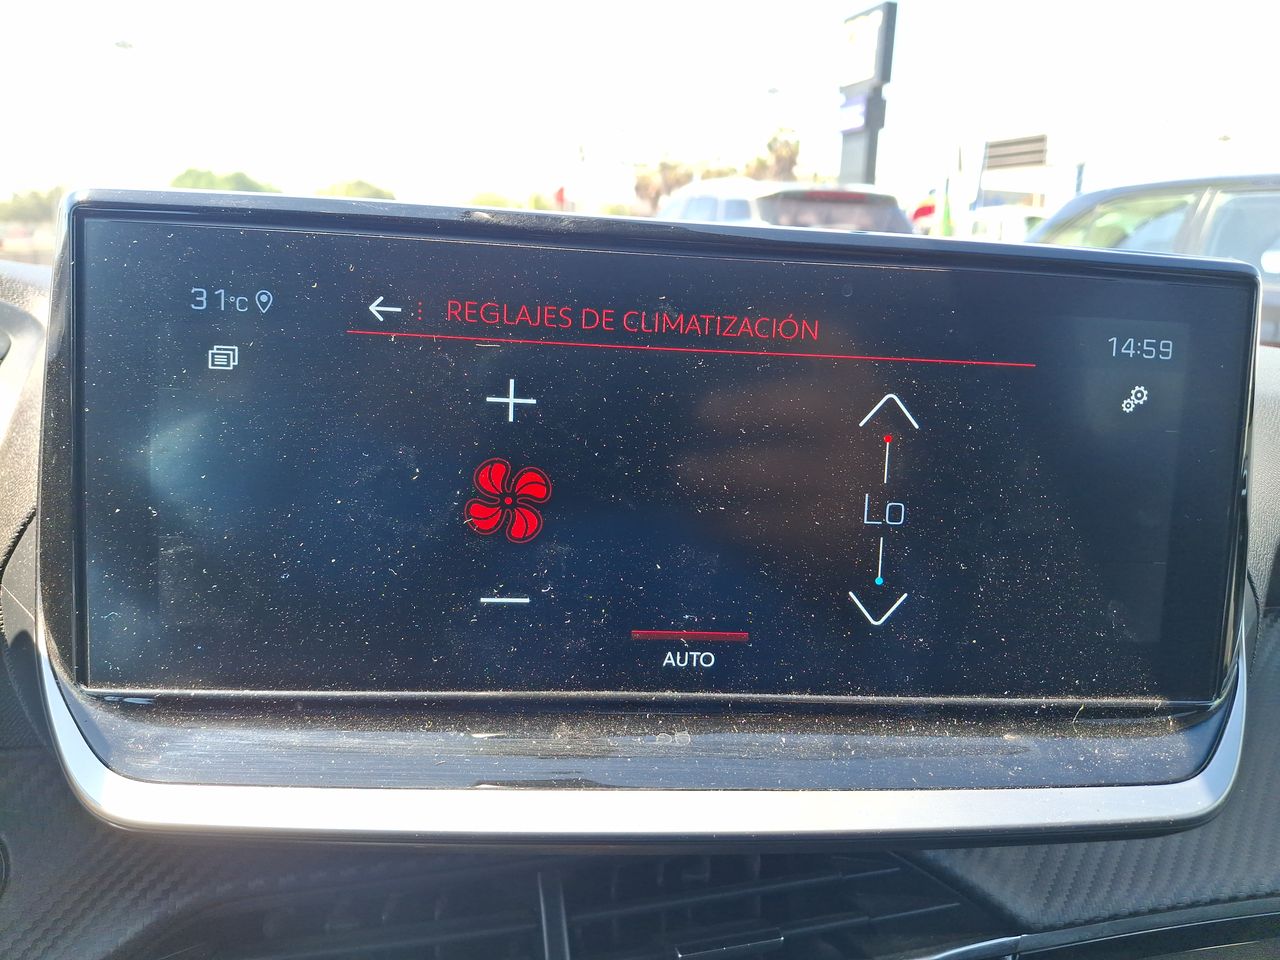 31°C
REGLAJES DE CLIMATIZACIÓN
14:59
Lo
AUTO